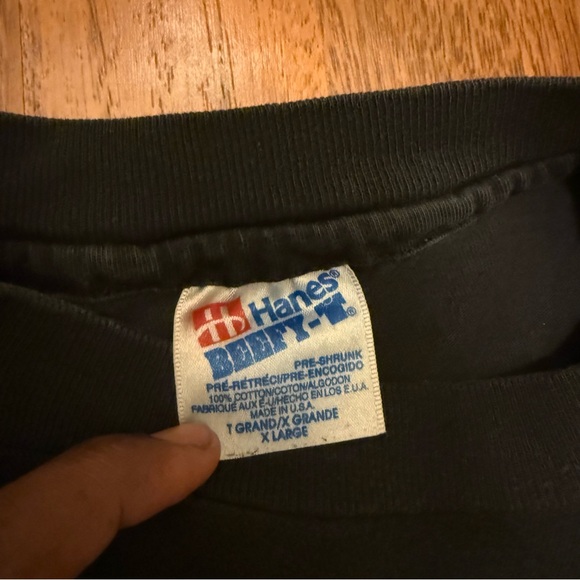 Hanes®
BEEFY-T®
PRE-SHRUNK
PRÉ-RÉTRÉCI/PRE-ENCOGIDO
100% COTTON/COTON/ALGODON
FABRIQUE AUX É-U/HECHO EN LOS E.U.A.
MADE IN U.S.A.
T GRAND/X GRANDE
X LARGE